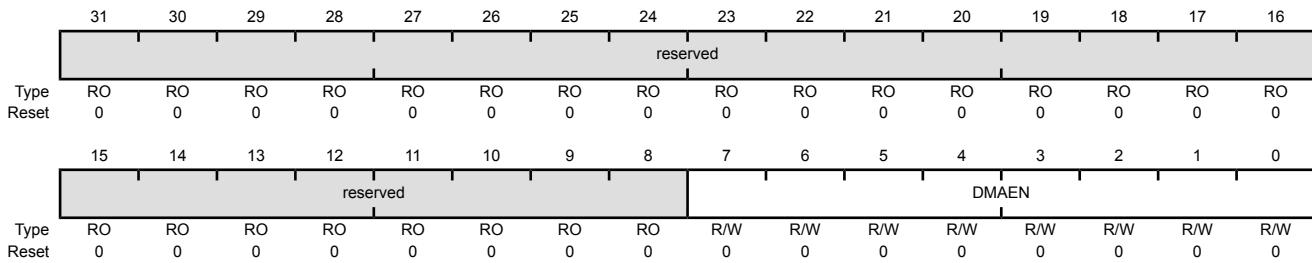 31 30 29 28 27 26 25 24 23 22 21 20 19 18 17 16
reserved
Type RO RO RO RO RO RO RO RO RO RO RO RO RO RO RO RO
Reset 0 0 0 0 0 0 0 0 0 0 0 0 0 0 0 0
15 14 13 12 11 10 9 8 7 6 5 4 3 2 1 0
reserved DMAEN
Type RO RO RO RO RO RO RO RO R/W R/W R/W R/W R/W R/W R/W R/W
Reset 0 0 0 0 0 0 0 0 0 0 0 0 0 0 0 0